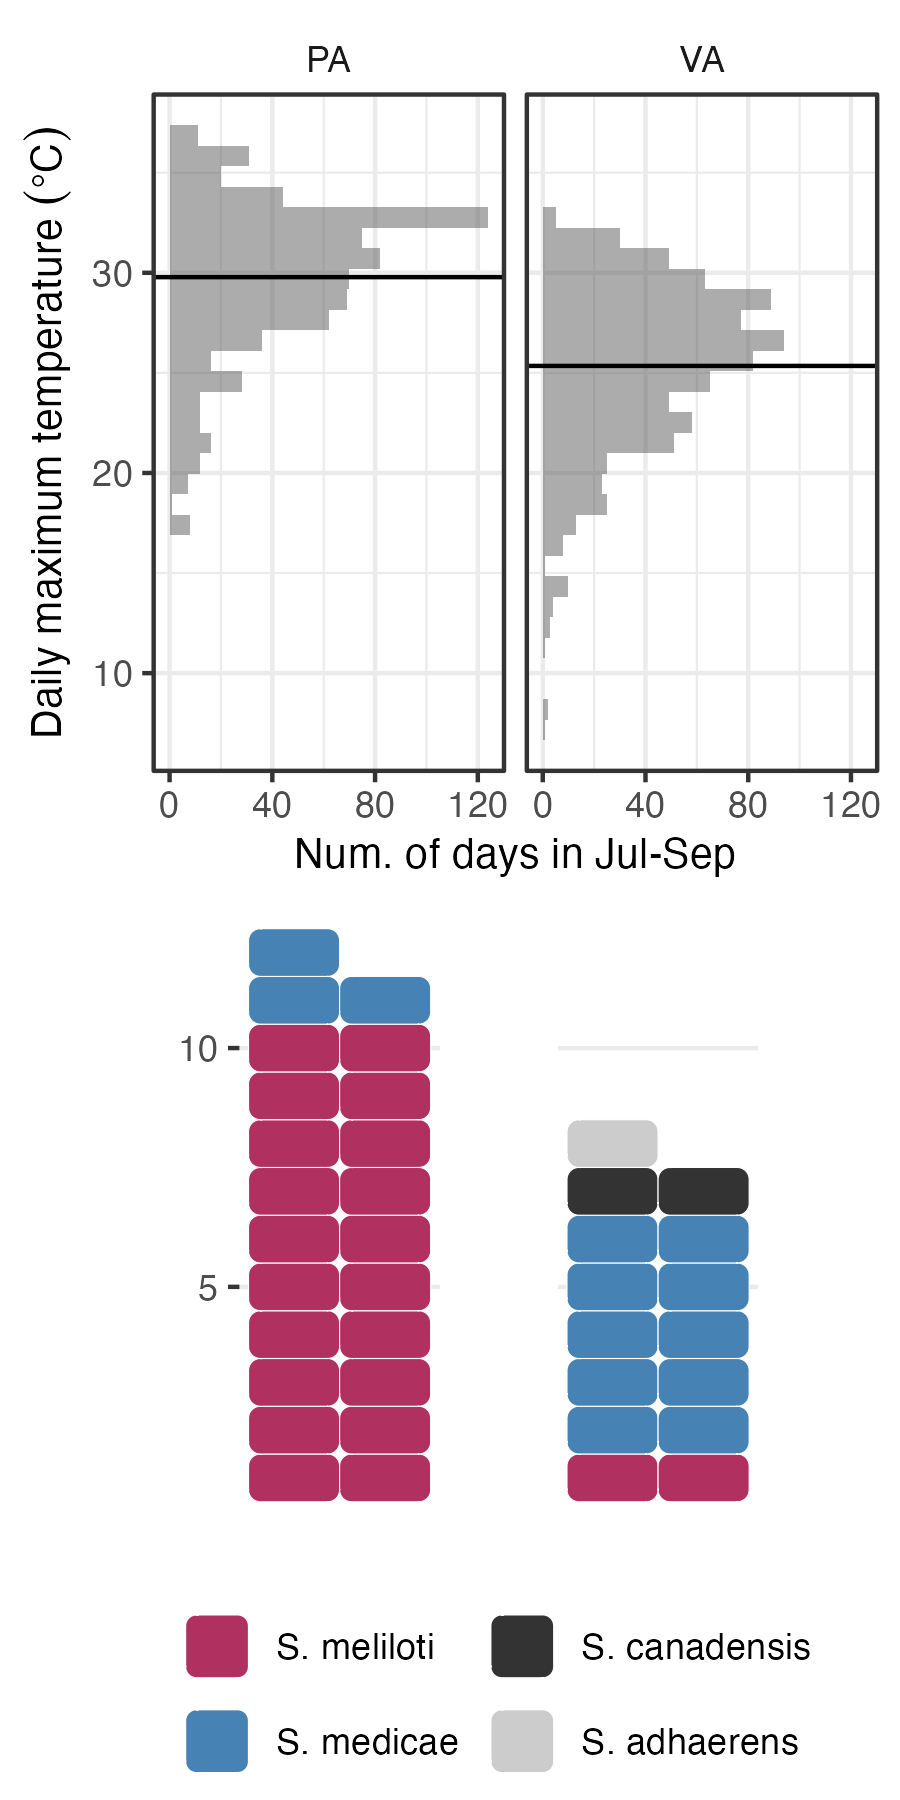 PA
VA
Daily maximum temperature (°C)
30
20
10
0 40 80 120
0 40 80 120
Num. of days in Jul-Sep
10
5
S. meliloti
S. canadensis
S. medicae
S. adhaerens